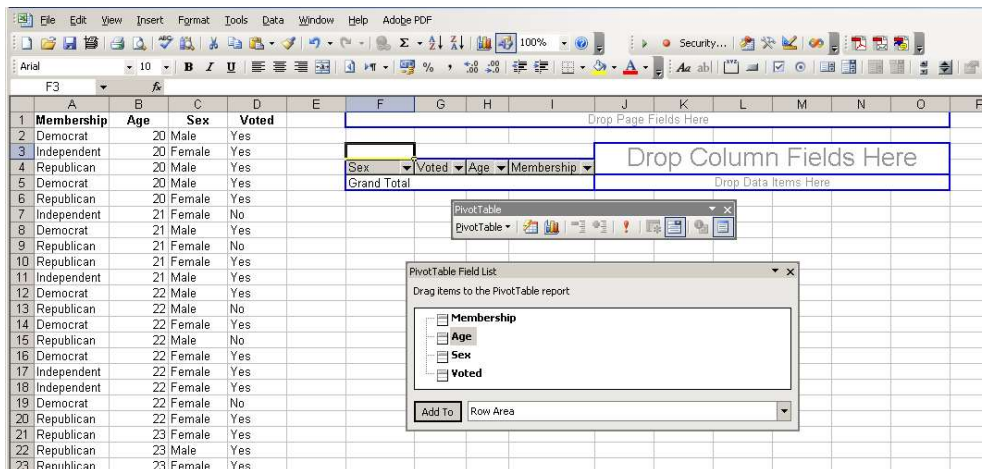 File Edit View Insert Format Tools Data Window Help Adobe PDF
100% Security...
Arial 10 B I U
F3 fx
A B C D E F G H I J K L M N O
1 Membership Age Sex Voted Drop Page Fields Here
2 Democrat 20 Male Yes
3 Independent 20 Female Yes Drop Column Fields Here
4 Republican 20 Male Yes Sex Voted Age Membership
5 Democrat 20 Male Yes Grand Total Drop Data Items Here
6 Republican 20 Female Yes
7 Independent 21 Female No
PivotTable
8 Democrat 21 Male Yes PivotTable
9 Republican 21 Female No
10 Republican 21 Female Yes
11 Independent 21 Male Yes PivotTable Field List
12 Democrat 22 Male Yes Drag items to the PivotTable report
13 Republican 22 Male No
14 Democrat 22 Female Yes Membership
15 Republican 22 Male No Age
16 Democrat 22 Female Yes Sex
17 Independent 22 Female Yes Voted
18 Independent 22 Female Yes
19 Democrat 22 Female No Add To Row Area
20 Republican 22 Female Yes
21 Republican 23 Female Yes
22 Republican 23 Male Yes
23 Republican 23 Female Yes